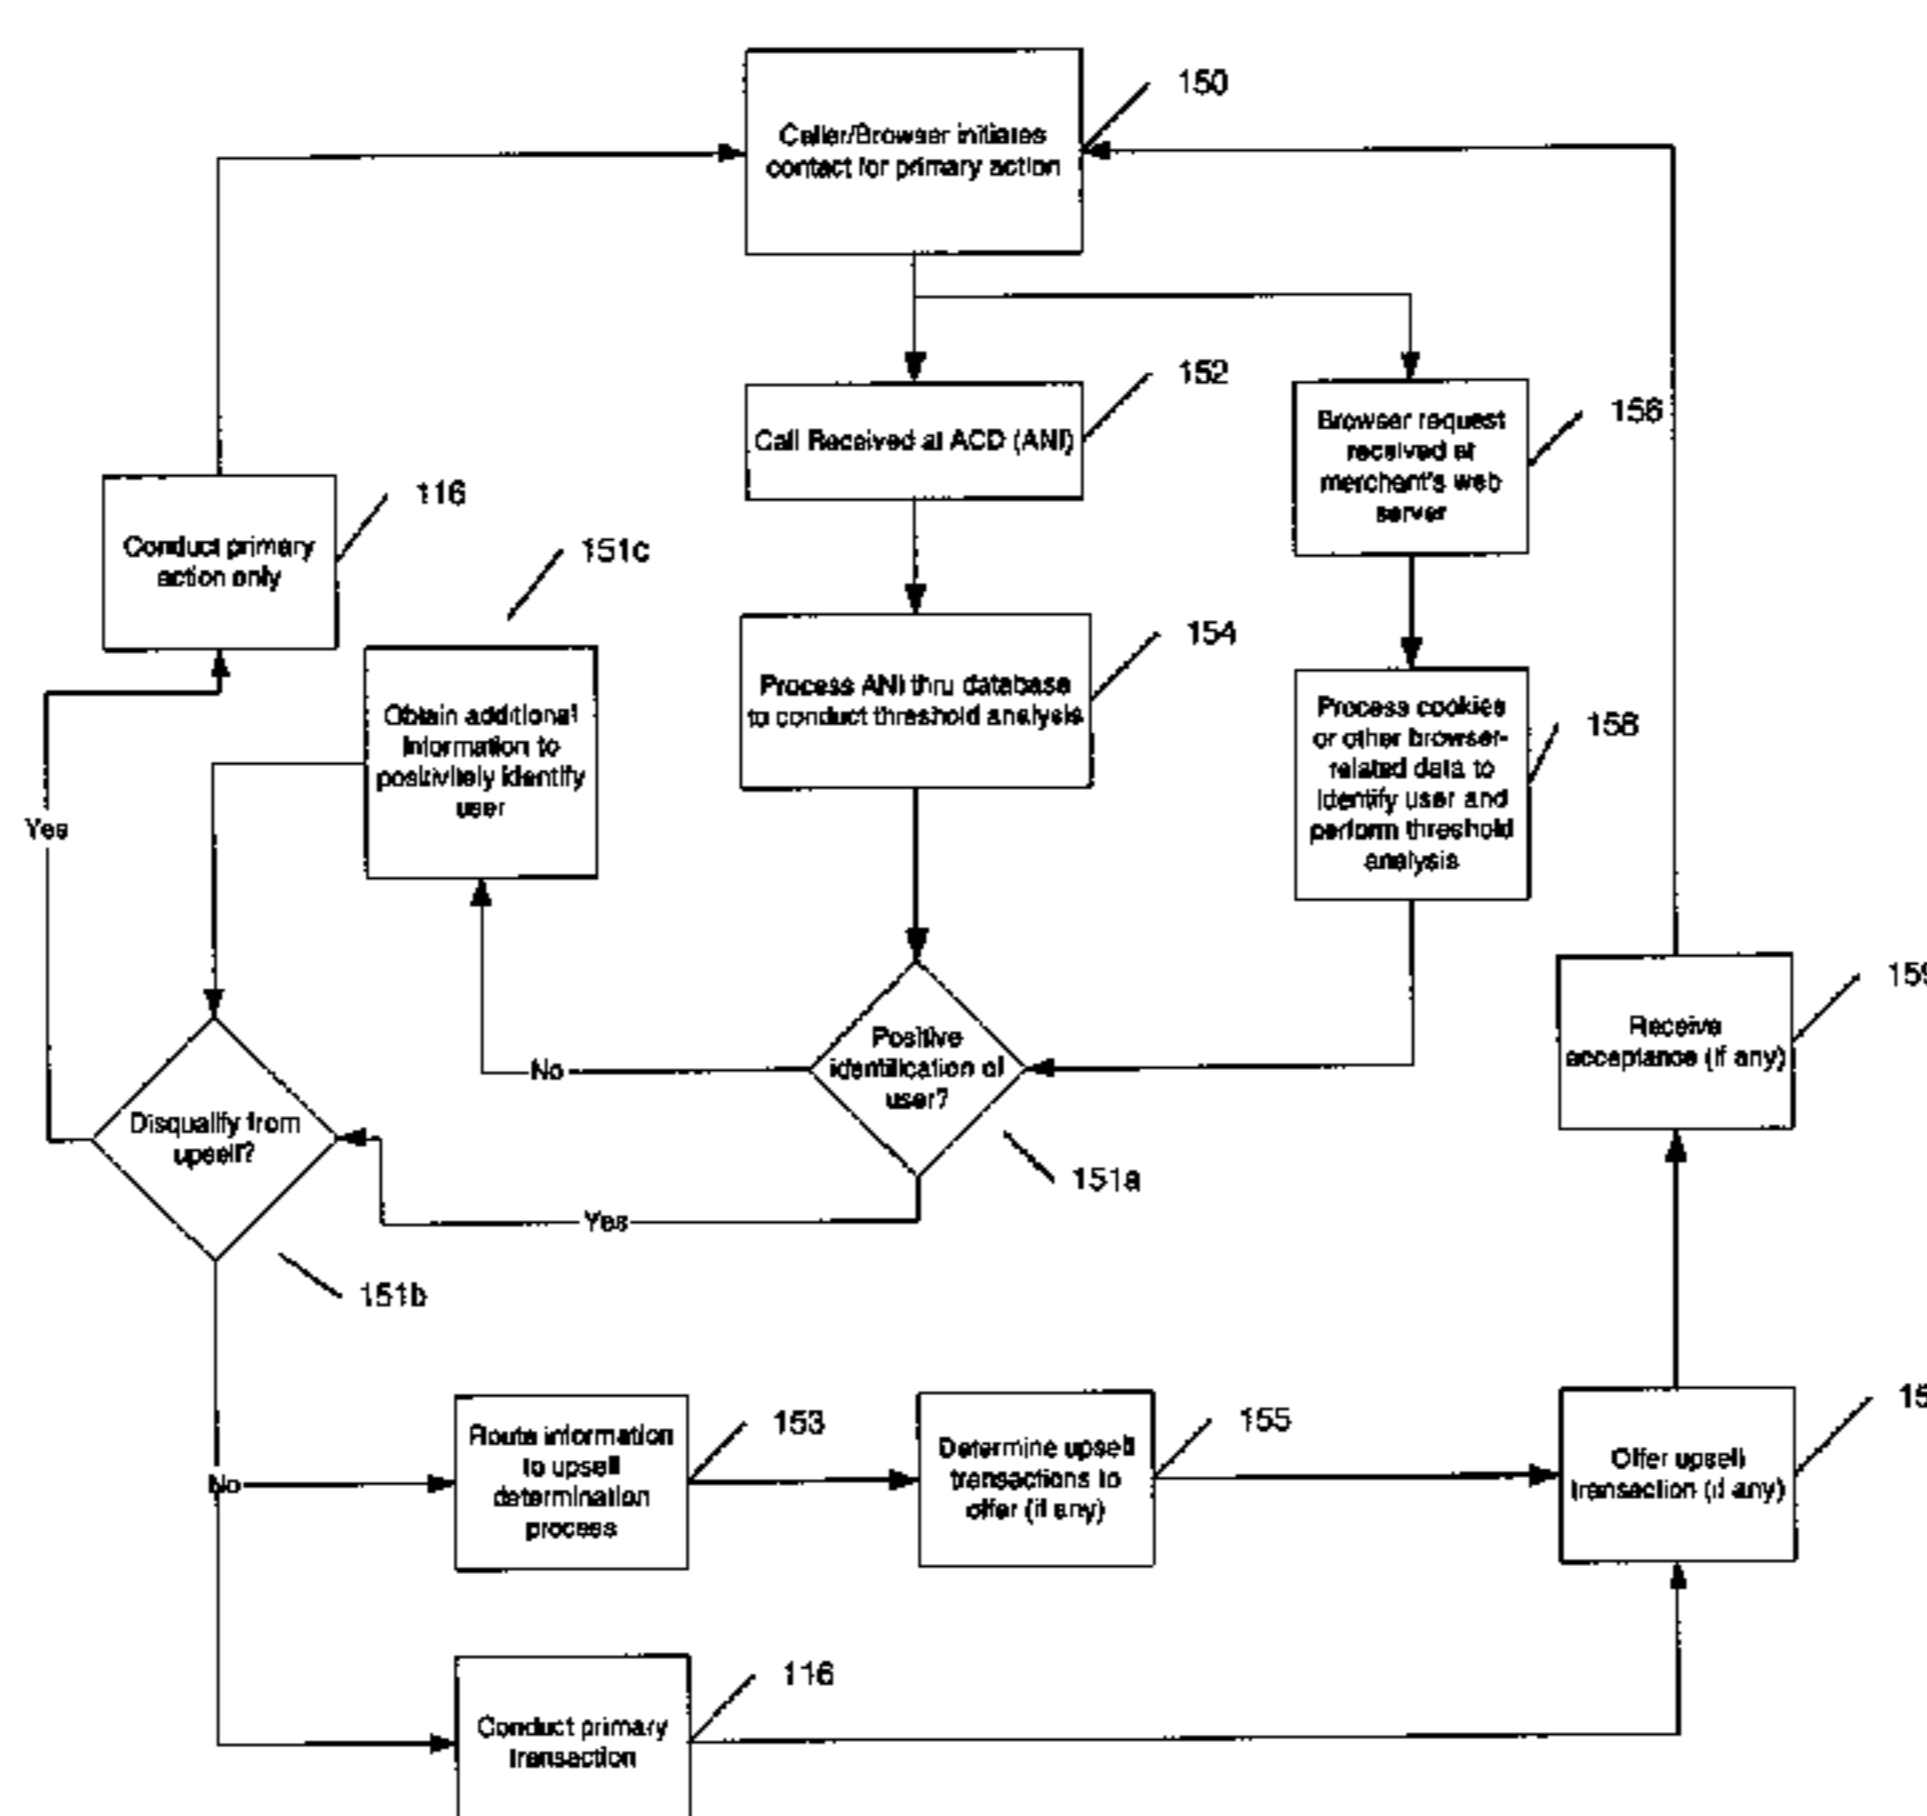 150
Caller/Browser initiates
contact for primary action
152
Call Received at ACD (ANI)
156
Browser request
received at
merchant's web
server
116
Conduct primary
action only
151c
Obtain additional
information to
positivitely identify
user
154
Process ANI thru database
to conduct threshold analysis
158
Process cookies
or other browser-
related data to
identify user and
perform threshold
analysis
Yes
159
Receive
acceptance (if any)
Positive
identification of
user?
No
151a
Disqualify from
upsell?
Yes
151b
No
153
Route information
to upsell
determination
process
155
Determine upsell
transactions to
offer (if any)
15
Offer upsell
transaction (if any)
116
Conduct primary
transaction